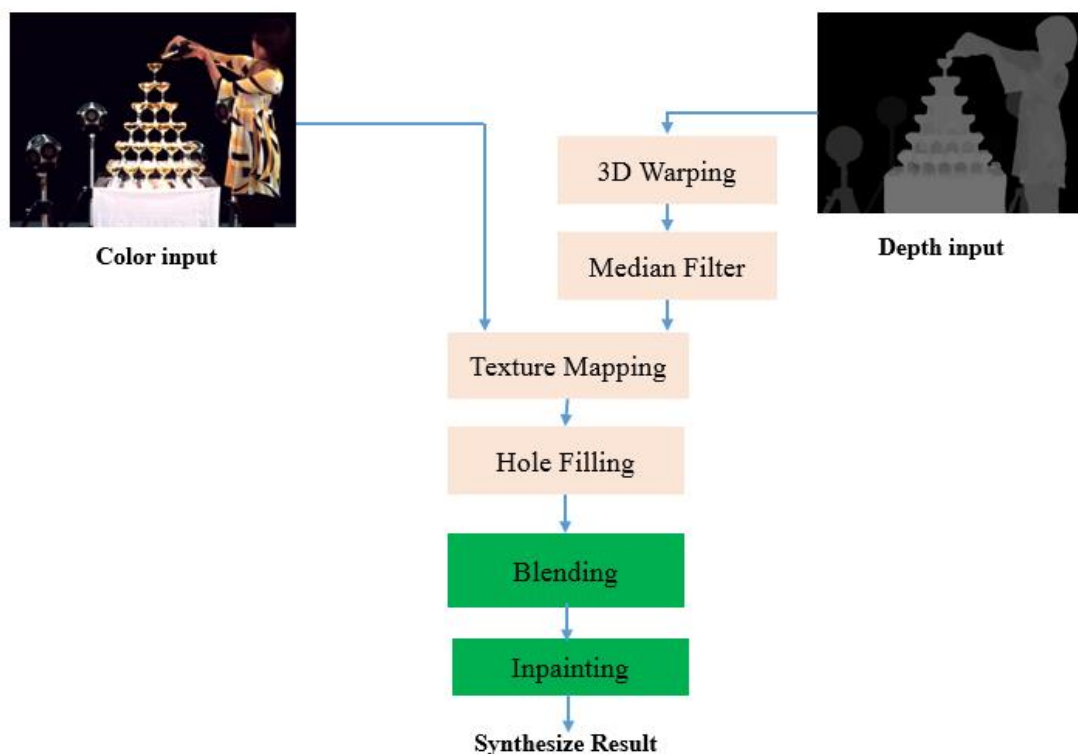 Color input
Depth input
3D Warping
Median Filter
Texture Mapping
Hole Filling
Blending
Inpainting
Synthesize Result